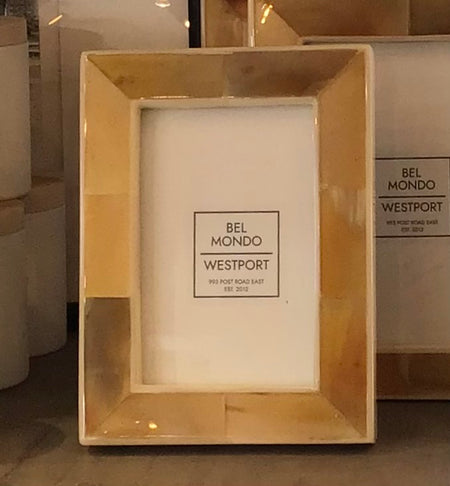 BEL
MONDO
WESTPORT
993 POST ROAD EAST
EST. 2012
BEL
MONDO
WESTPORT
993 POST ROAD EAST
EST. 2012